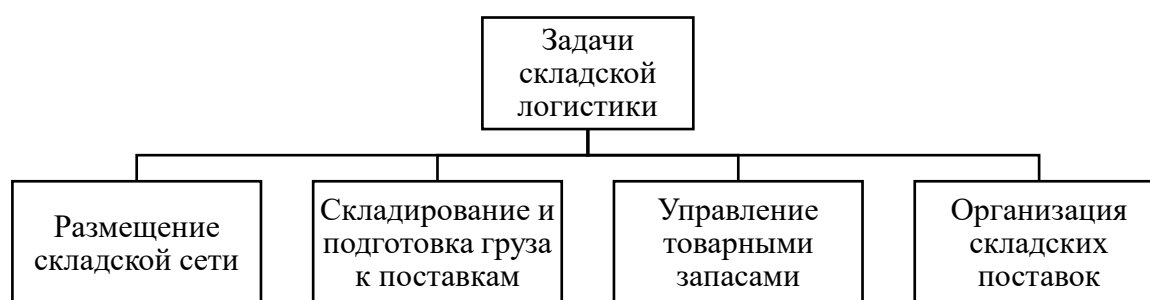 Задачи
складской
логистики
Размещение
складской сети
Складирование и
подготовка груза
к поставкам
Управление
товарными
запасами
Организация
складских
поставок